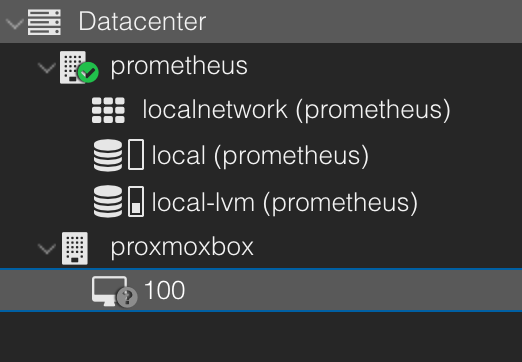 Datacenter
prometheus
localnetwork (prometheus)
local (prometheus)
local-lvm (prometheus)
proxmoxbox
100